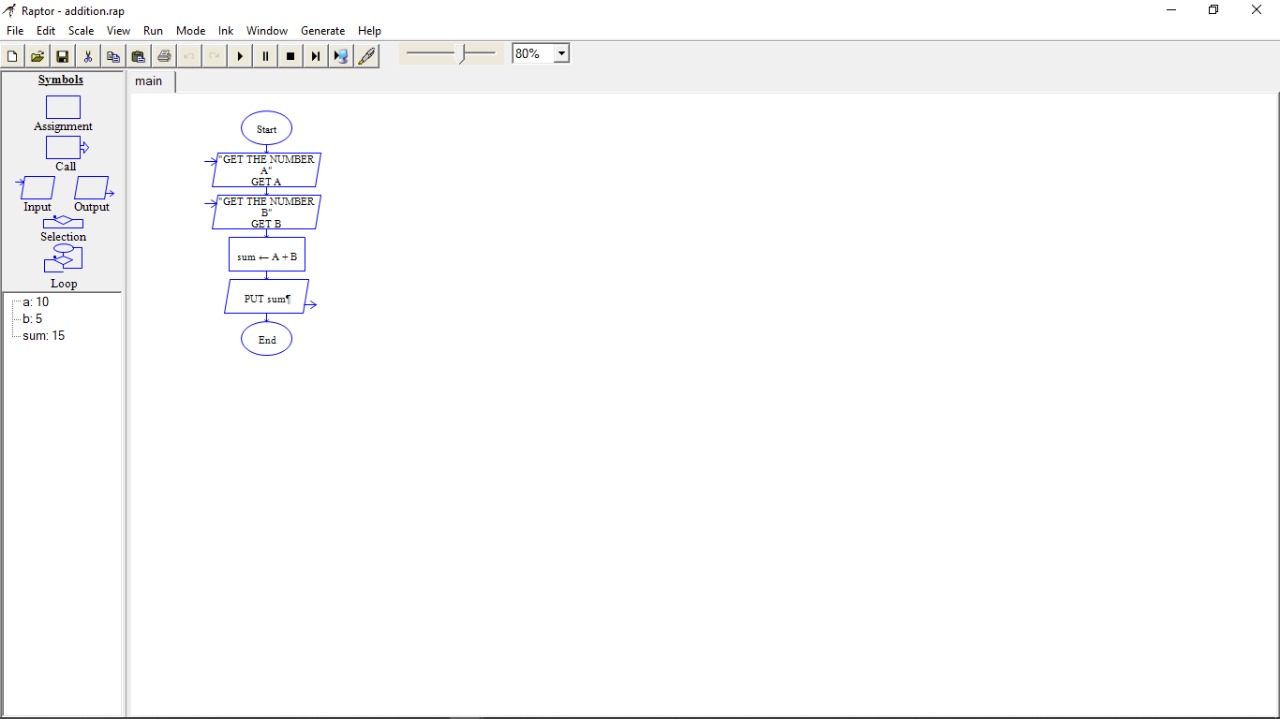 Raptor - addition.rap
File Edit Scale View Run Mode Ink Window Generate Help
80%
Symbols
Assignment
Call
Input Output
Selection
Loop
a: 10
b: 5
sum: 15
main
Start
"GET THE NUMBER
A"
GET A
"GET THE NUMBER
B"
GET B
sum ← A + B
PUT sum¶
End